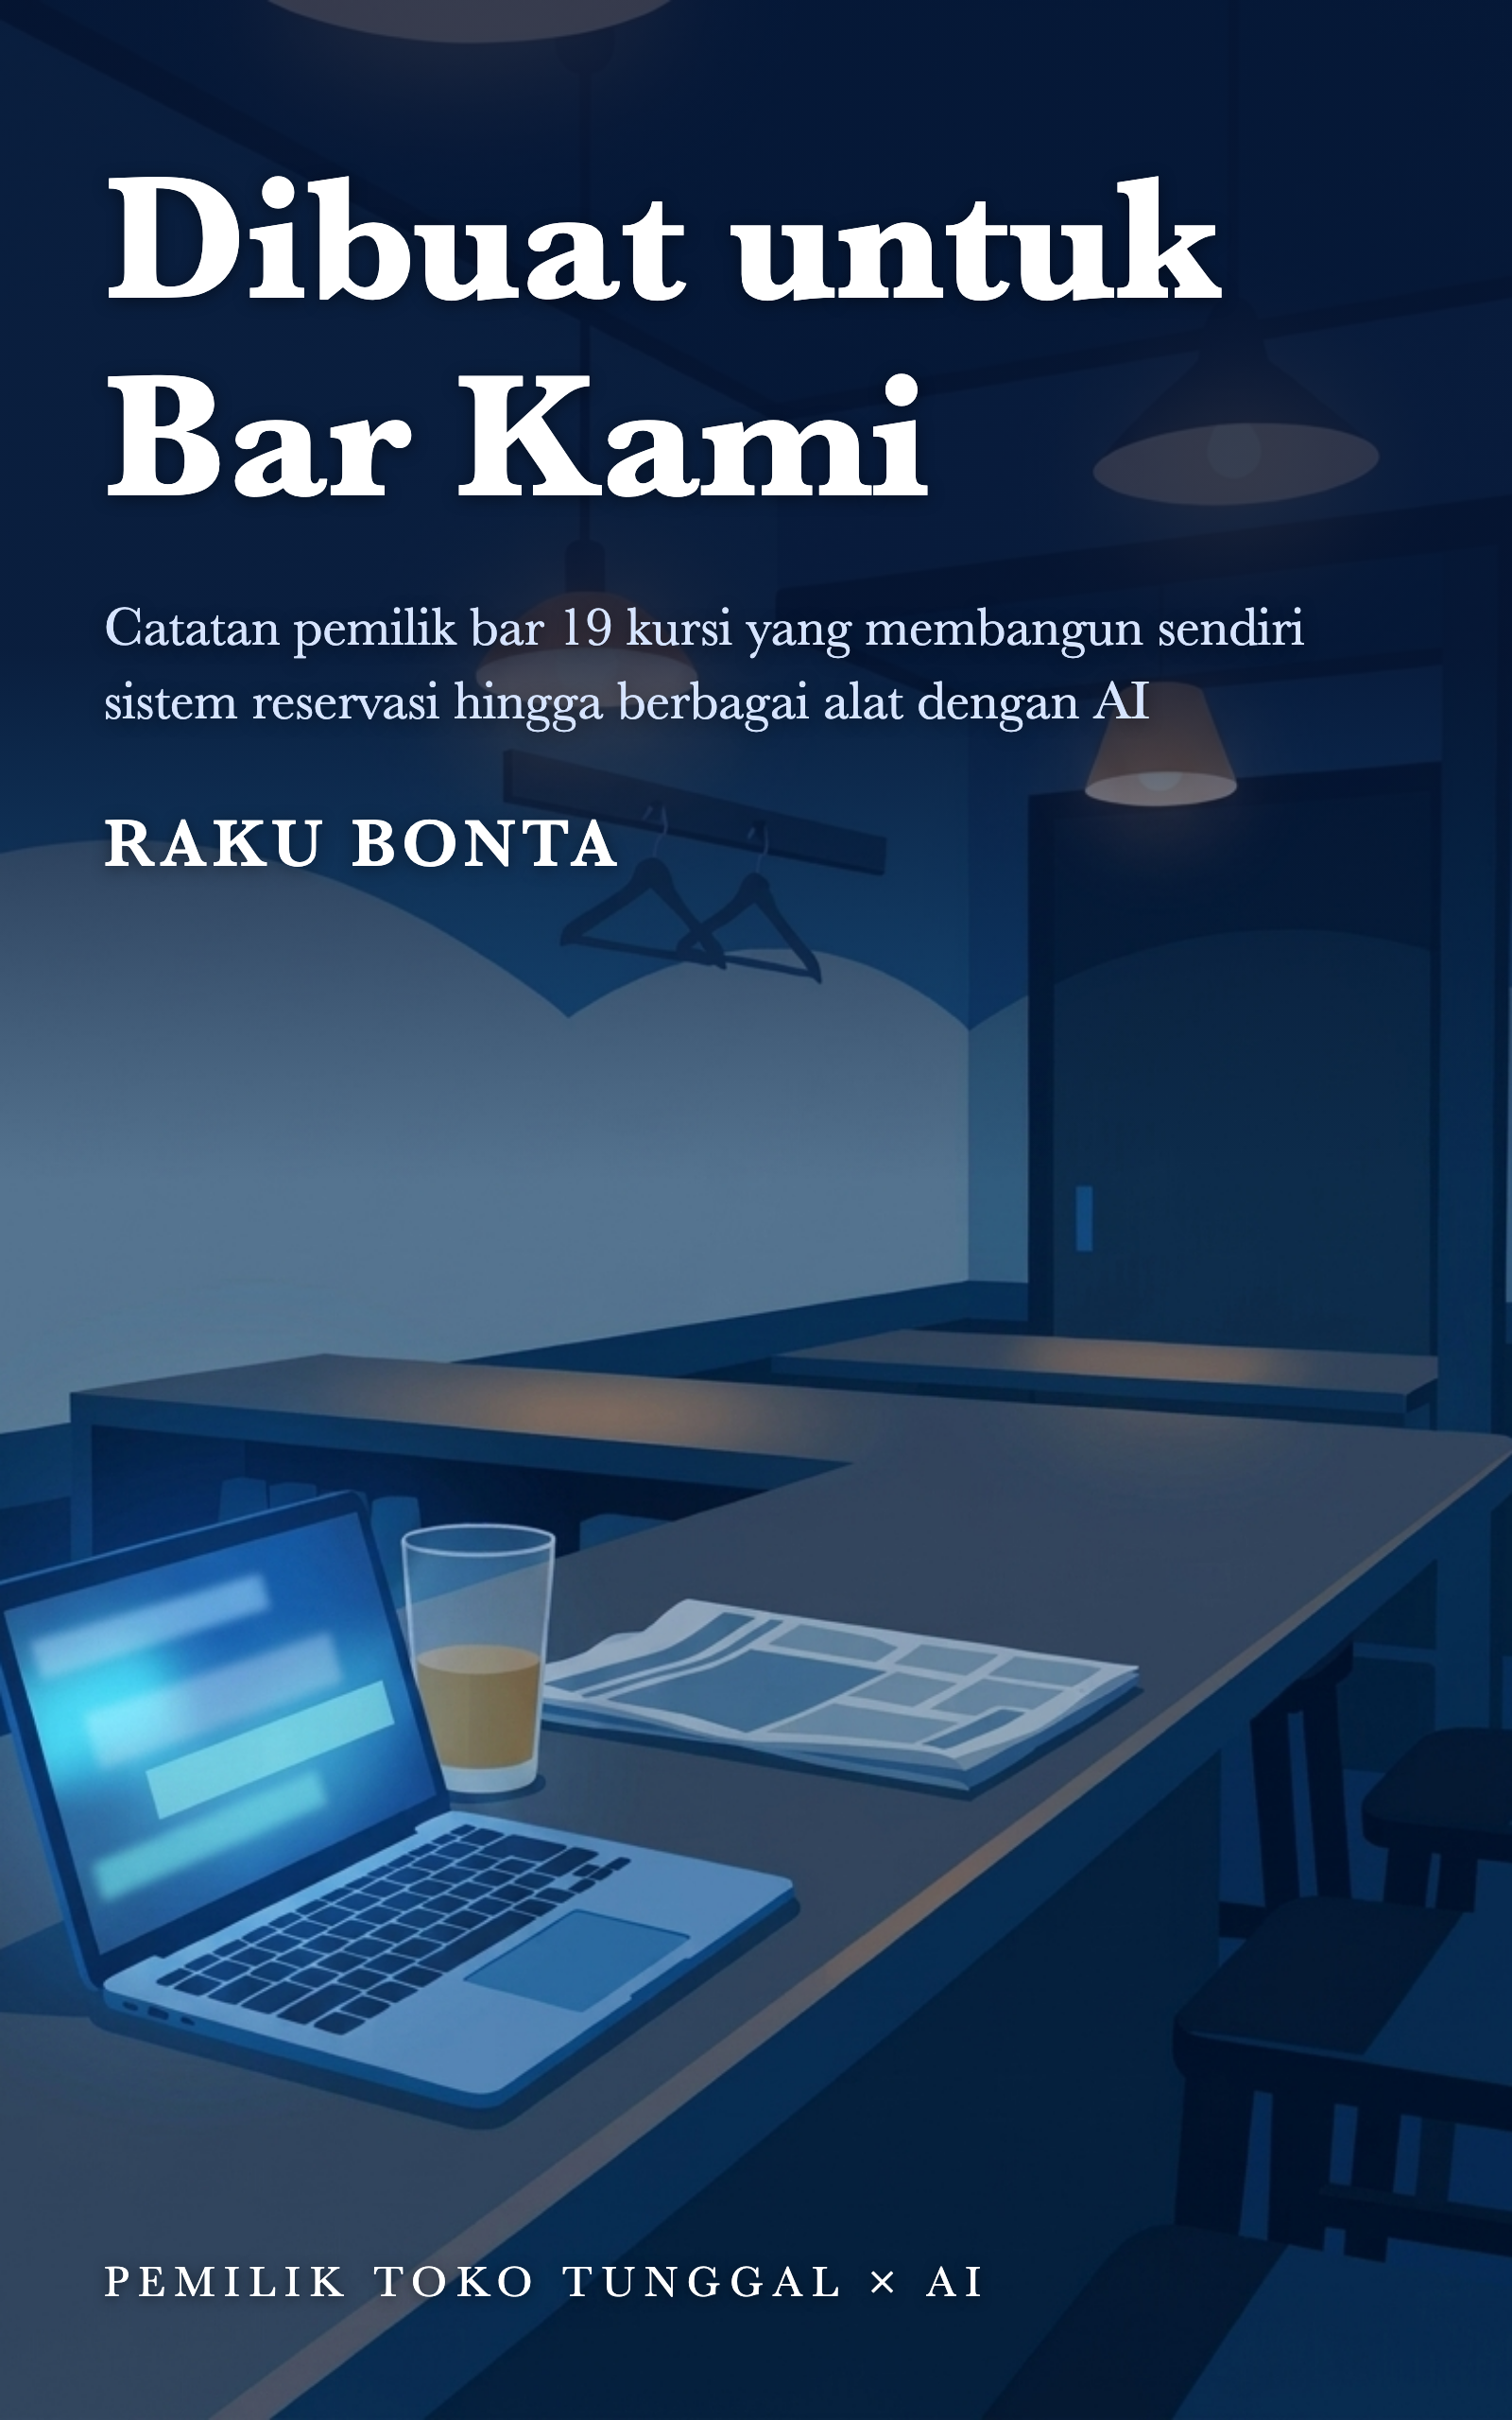 Dibuat untuk
Bar Kami
Catatan pemilik bar 19 kursi yang membangun sendiri
sistem reservasi hingga berbagai alat dengan AI
RAKU BONTA
PEMILIK TOKO TUNGGAL × AI